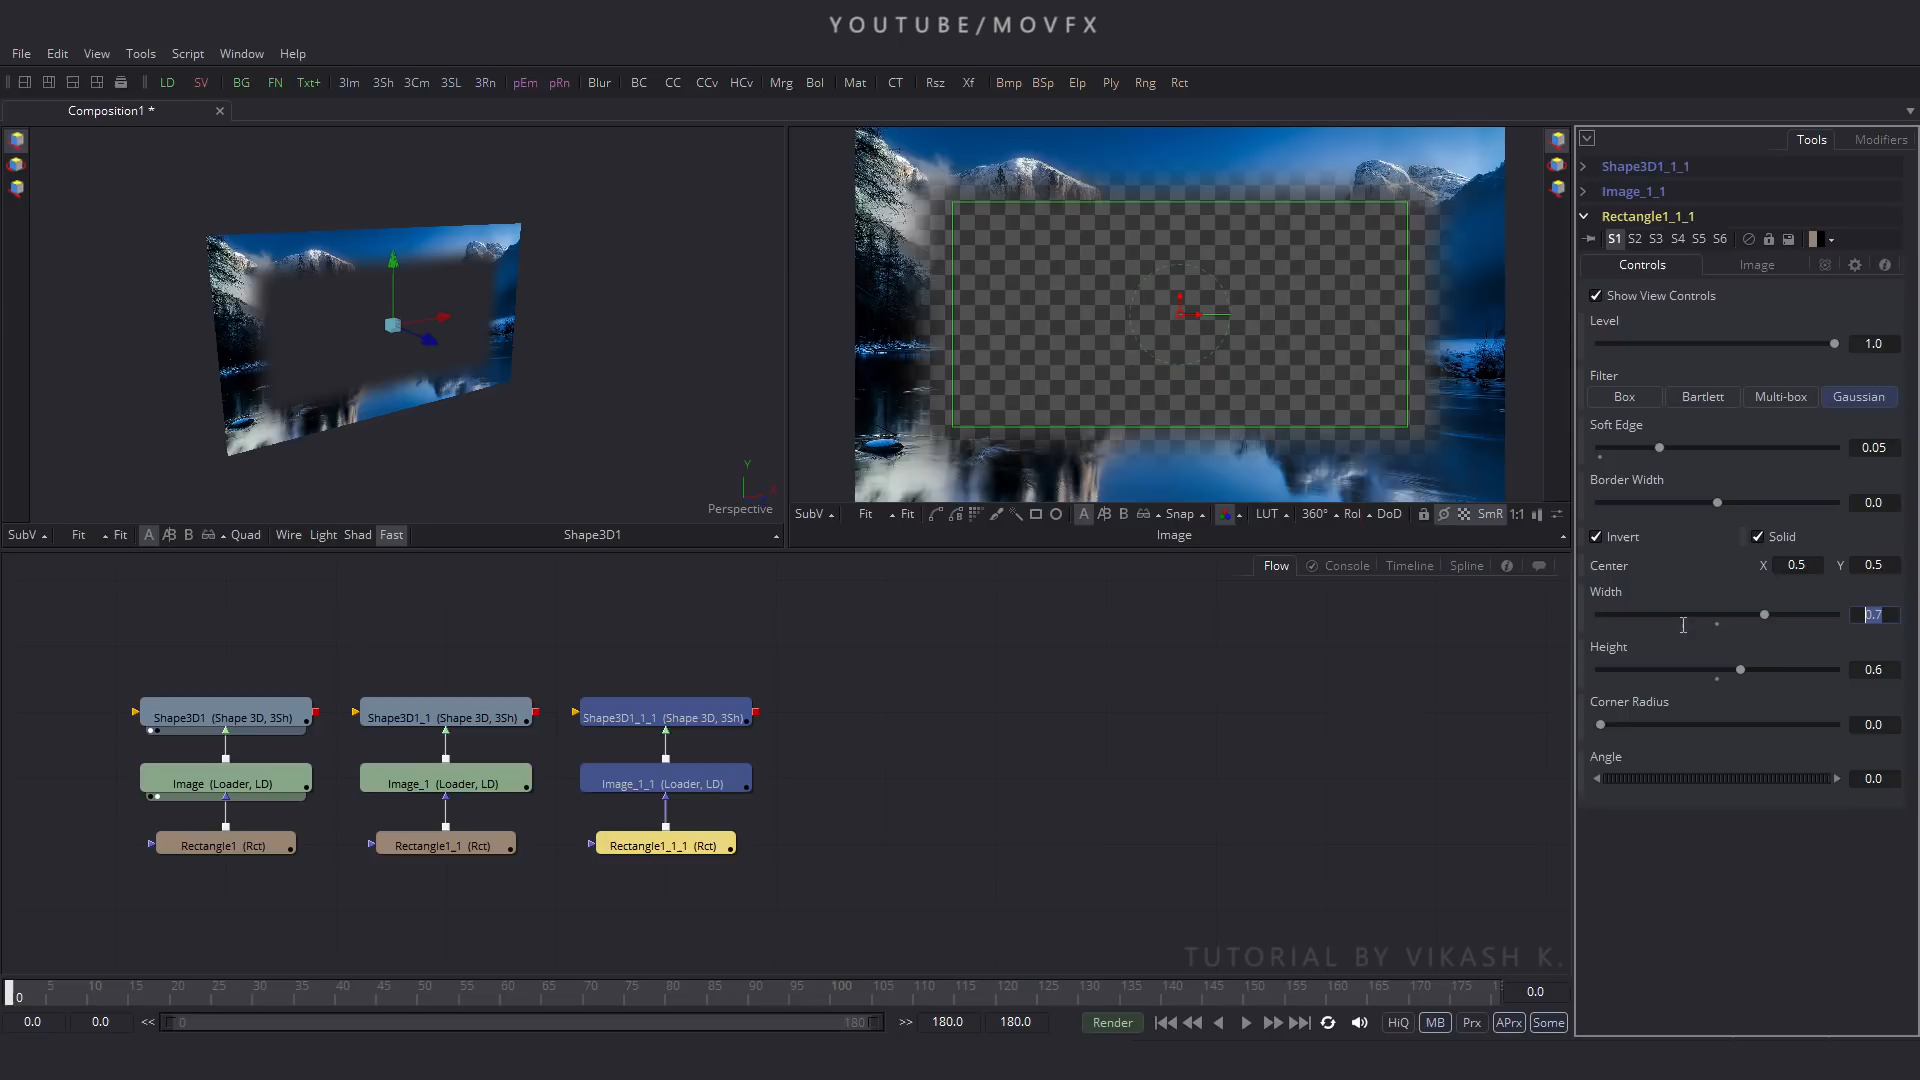 YOUTUBE/MOVFX
File Edit View Tools Script Window Help
LD SV BG FN Txt+ 3Im 3Sh 3Cm 3SL 3Rn pEm pRn Blur BC CC CCv HCv Mrg Bol Mat CT Rsz Xf Bmp BSp Elp Ply Rng Rct
Composition1 *
Y
X
Perspective
SubV Fit Fit A B Quad Wire Light Shad Fast Shape3D1
SubV Fit Fit A B Snap LUT 360° RoI DoD SmR 1:1
Image
Tools Modifiers
Shape3D1_1_1
Image_1_1
Rectangle1_1_1
S1 S2 S3 S4 S5 S6
Controls Image
Show View Controls
Level
1.0
Filter
Box Bartlett Multi-box Gaussian
Soft Edge
0.05
Border Width
0.0
Invert Solid
Center X 0.5 Y 0.5
Width
0.7
Height
0.6
Corner Radius
0.0
Angle
0.0
Flow Console Timeline Spline
Shape3D1 (Shape 3D, 3Sh) Shape3D1_1 (Shape 3D, 3Sh) Shape3D1_1_1 (Shape 3D, 3Sh)
Image (Loader, LD) Image_1 (Loader, LD) Image_1_1 (Loader, LD)
Rectangle1 (Rct) Rectangle1_1 (Rct) Rectangle1_1_1 (Rct)
TUTORIAL BY VIKASH K.
0 5 10 15 20 25 30 35 40 45 50 55 60 65 70 75 80 85 90 95 100 105 110 115 120 125 130 135 140 145 150 155 160 165 170 175 0.0
0.0 0.0 << 0 180 >> 180.0 180.0 Render HiQ MB Prx APrx Some